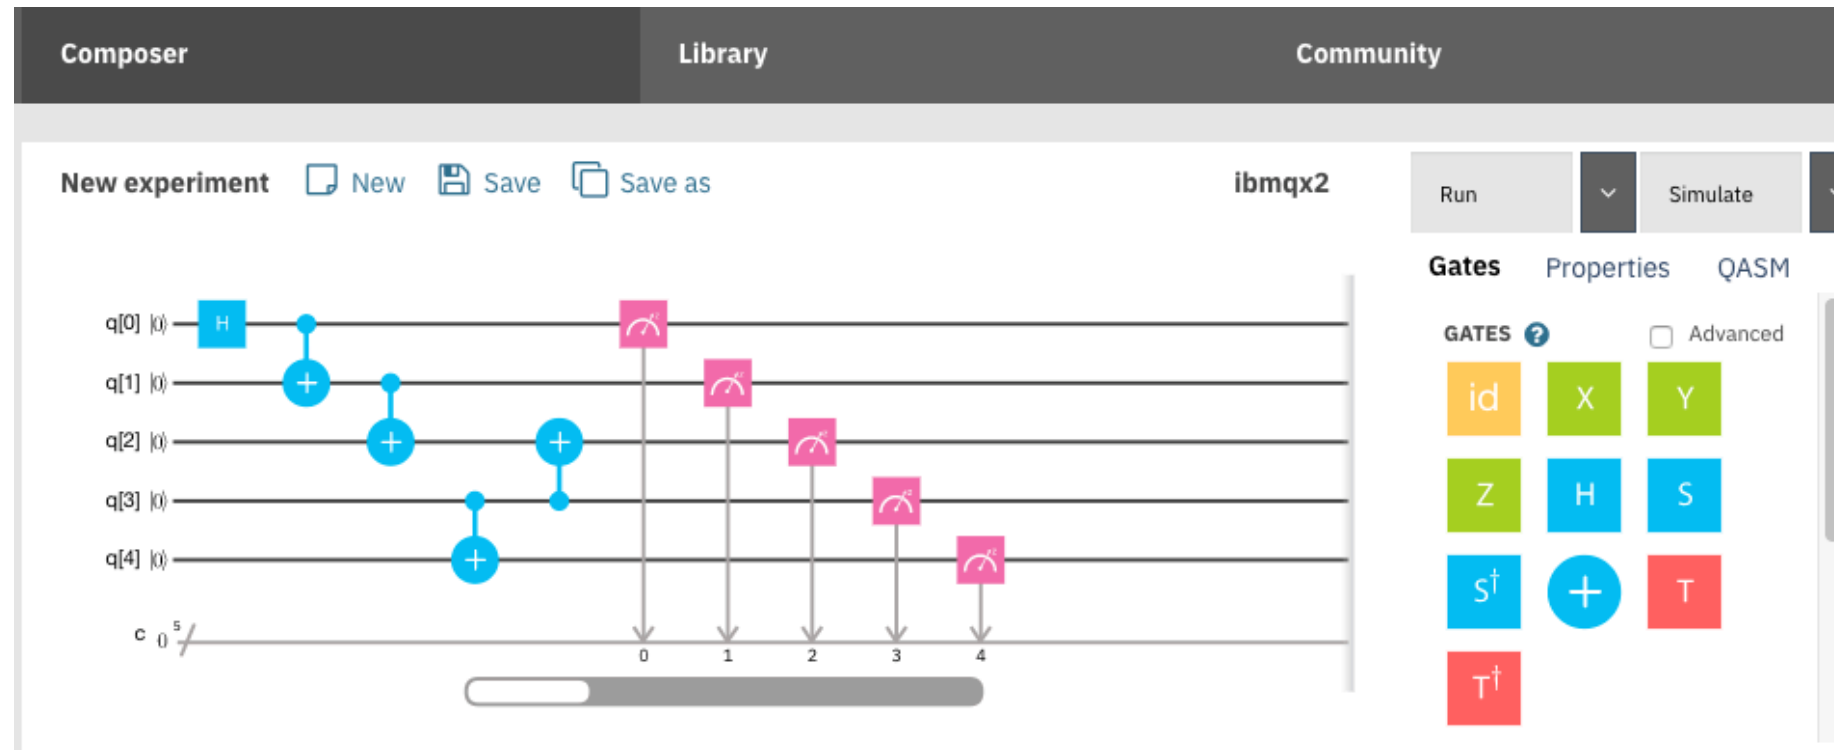 Composer Library Community
New experiment New Save Save as ibmqx2 Run Simulate
Gates Properties QASM
GATES ? Advanced
q[0] |0⟩ H
q[1] |0⟩
q[2] |0⟩
q[3] |0⟩
q[4] |0⟩
c 0 5
0 1 2 3 4
id X Y
Z H S
S† + T
T†